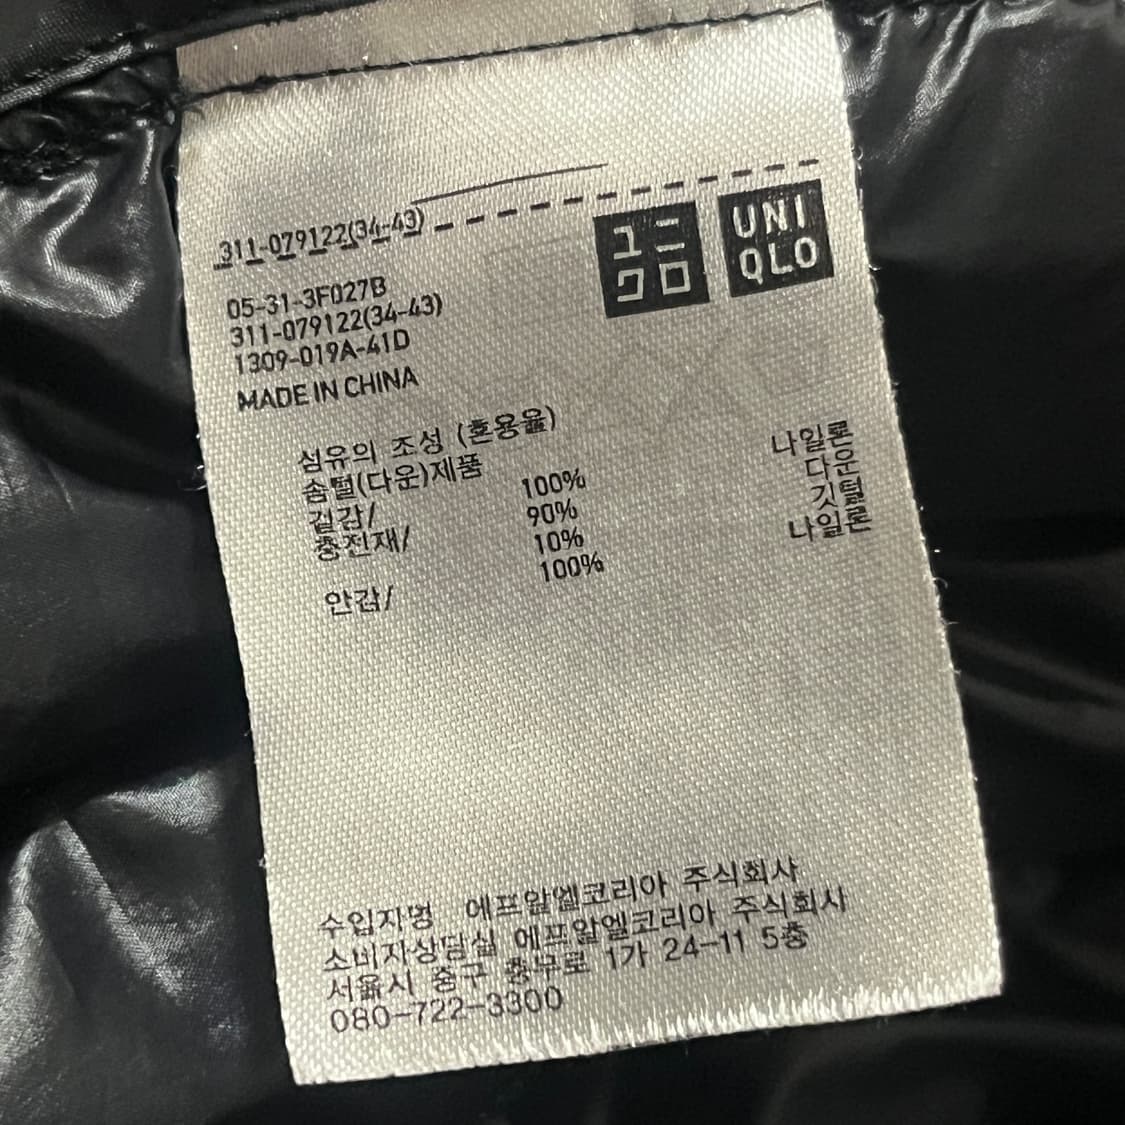 311-079122(34-43)
ユニ
クロ
UNI
QLO
05-31-3F027B
311-079122(34-43)
1309-019A-41D
MADE IN CHINA
섬유의 조성 (혼용율)
솜털(다운)제품
겉감/ 100% 나일론
충전재/ 90% 다운
10% 깃털
안감/ 100% 나일론
수입자명 에프알엘코리아 주식회사
소비자상담실 에프알엘코리아 주식회사
서울시 중구 충무로 1가 24-11 5층
080-722-3300